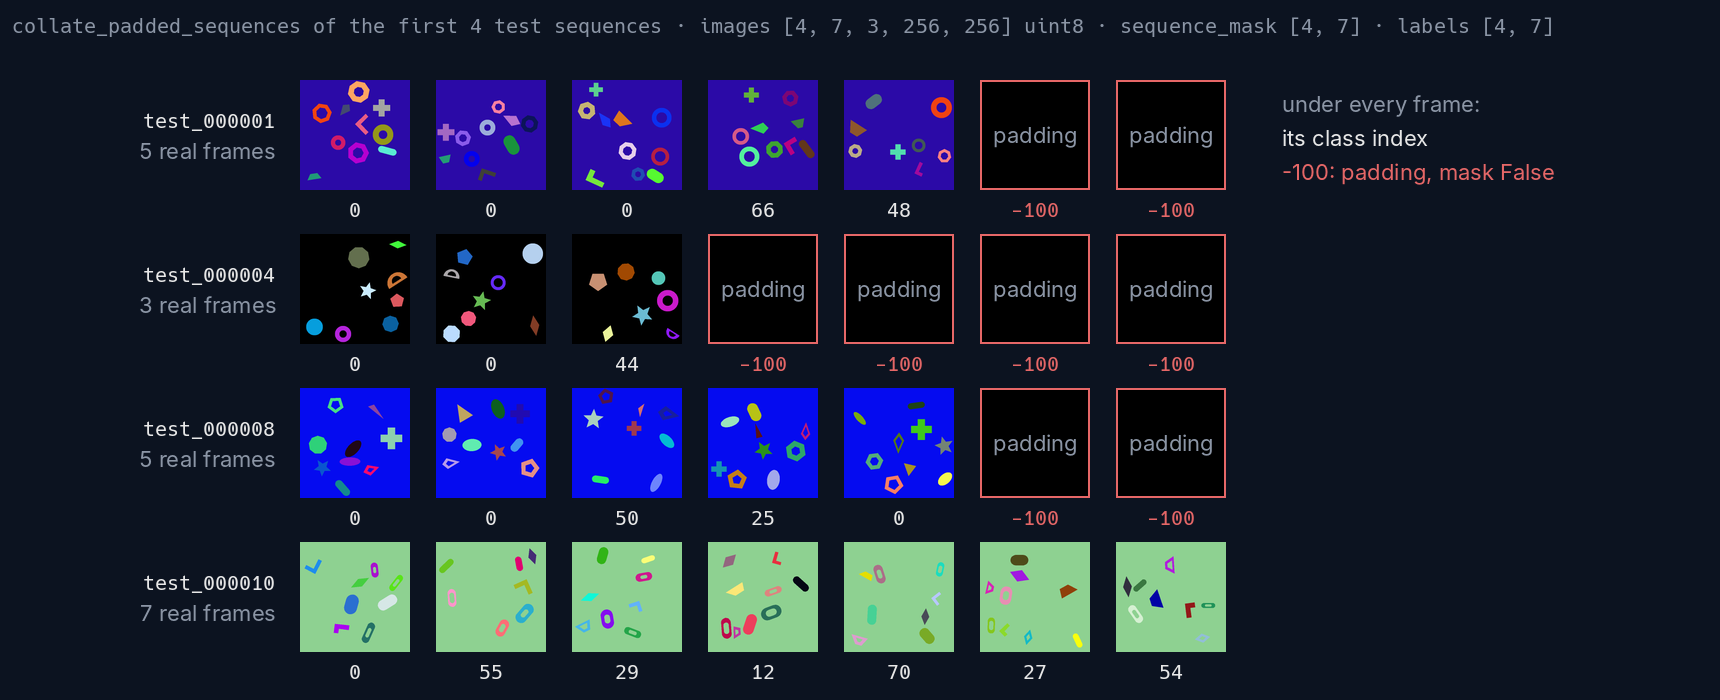 collate_padded_sequences of the first 4 test sequences · images [4, 7, 3, 256, 256] uint8 · sequence_mask [4, 7] · labels [4, 7]
under every frame:
its class index
-100: padding, mask False
test_000001
5 real frames
padding padding
0 0 0 66 48 -100 -100
test_000004
3 real frames
padding padding padding padding
0 0 44 -100 -100 -100 -100
test_000008
5 real frames
padding padding
0 0 50 25 0 -100 -100
test_000010
7 real frames
0 55 29 12 70 27 54